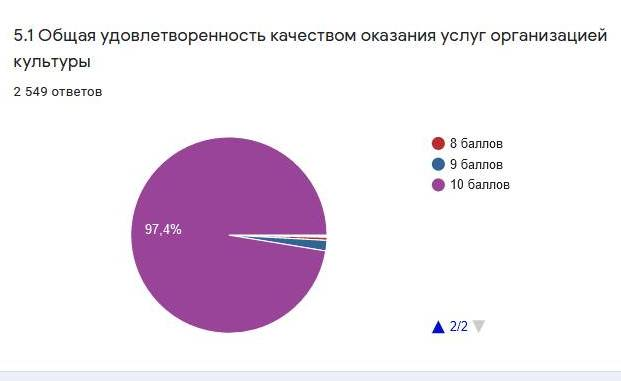 5.1 Общая удовлетворенность качеством оказания услуг организацией
культуры
2 549 ответов
97,4%
8 баллов
9 баллов
10 баллов
2/2